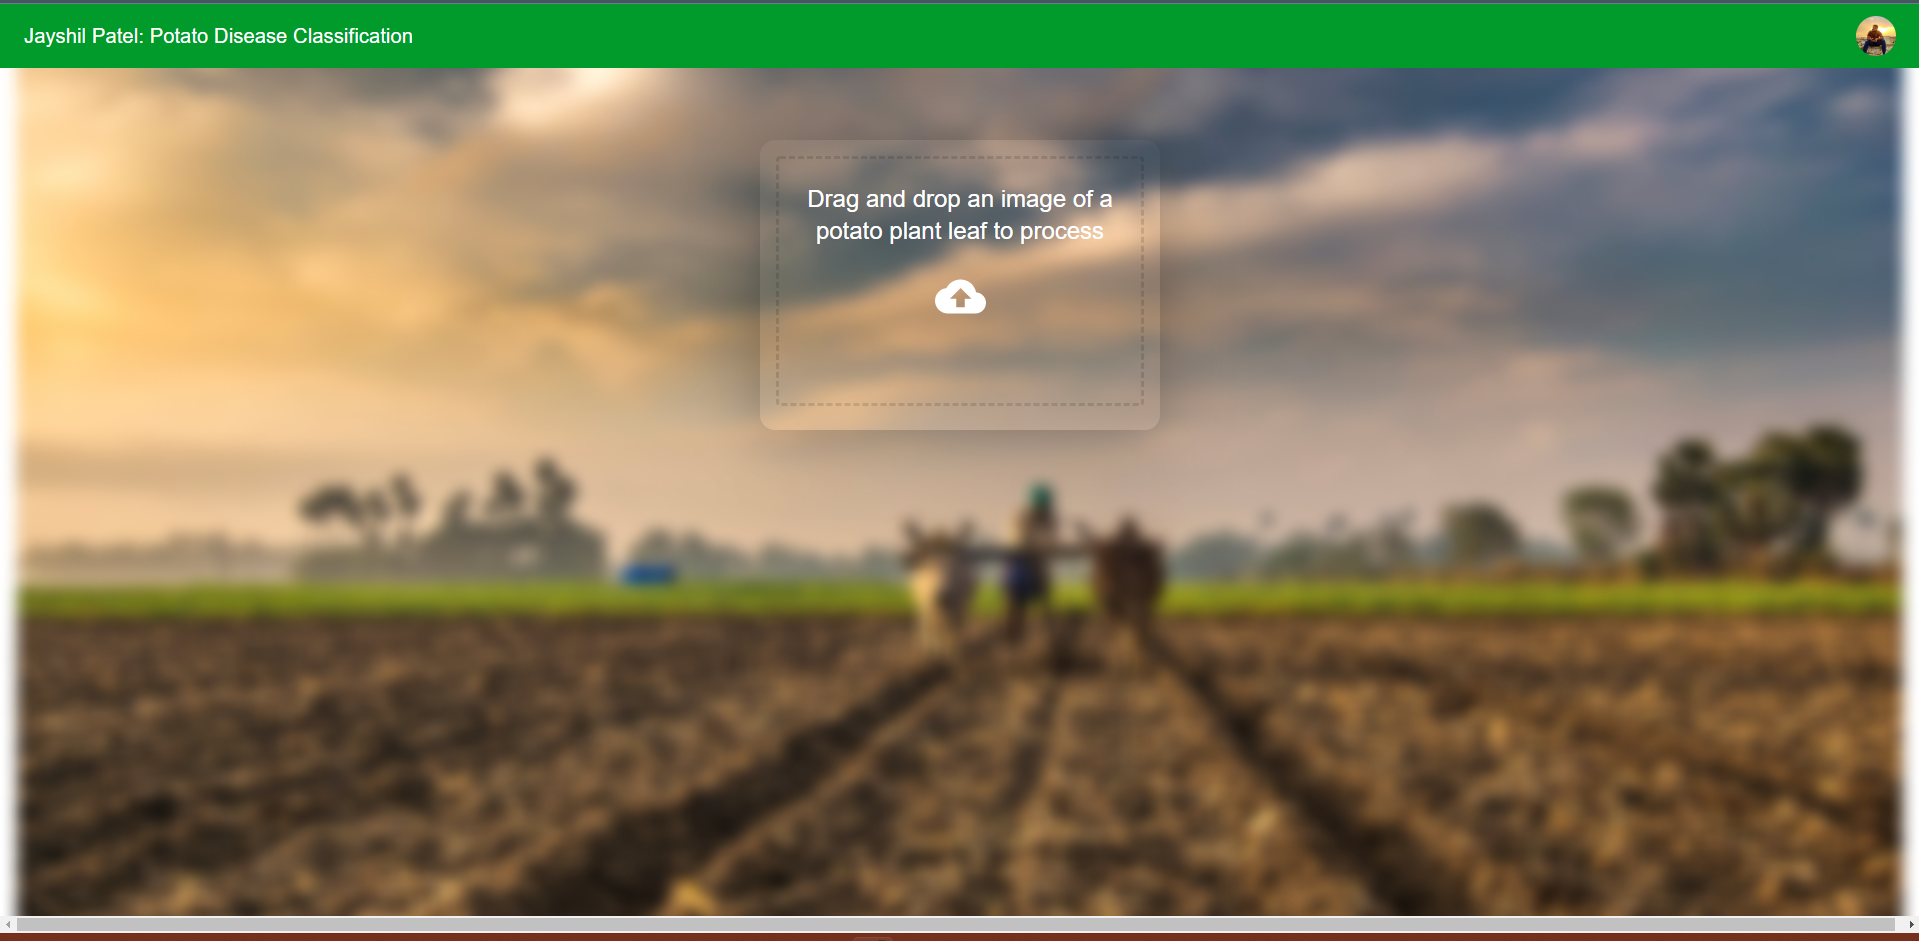 Jayshil Patel: Potato Disease Classification
Drag and drop an image of a
potato plant leaf to process